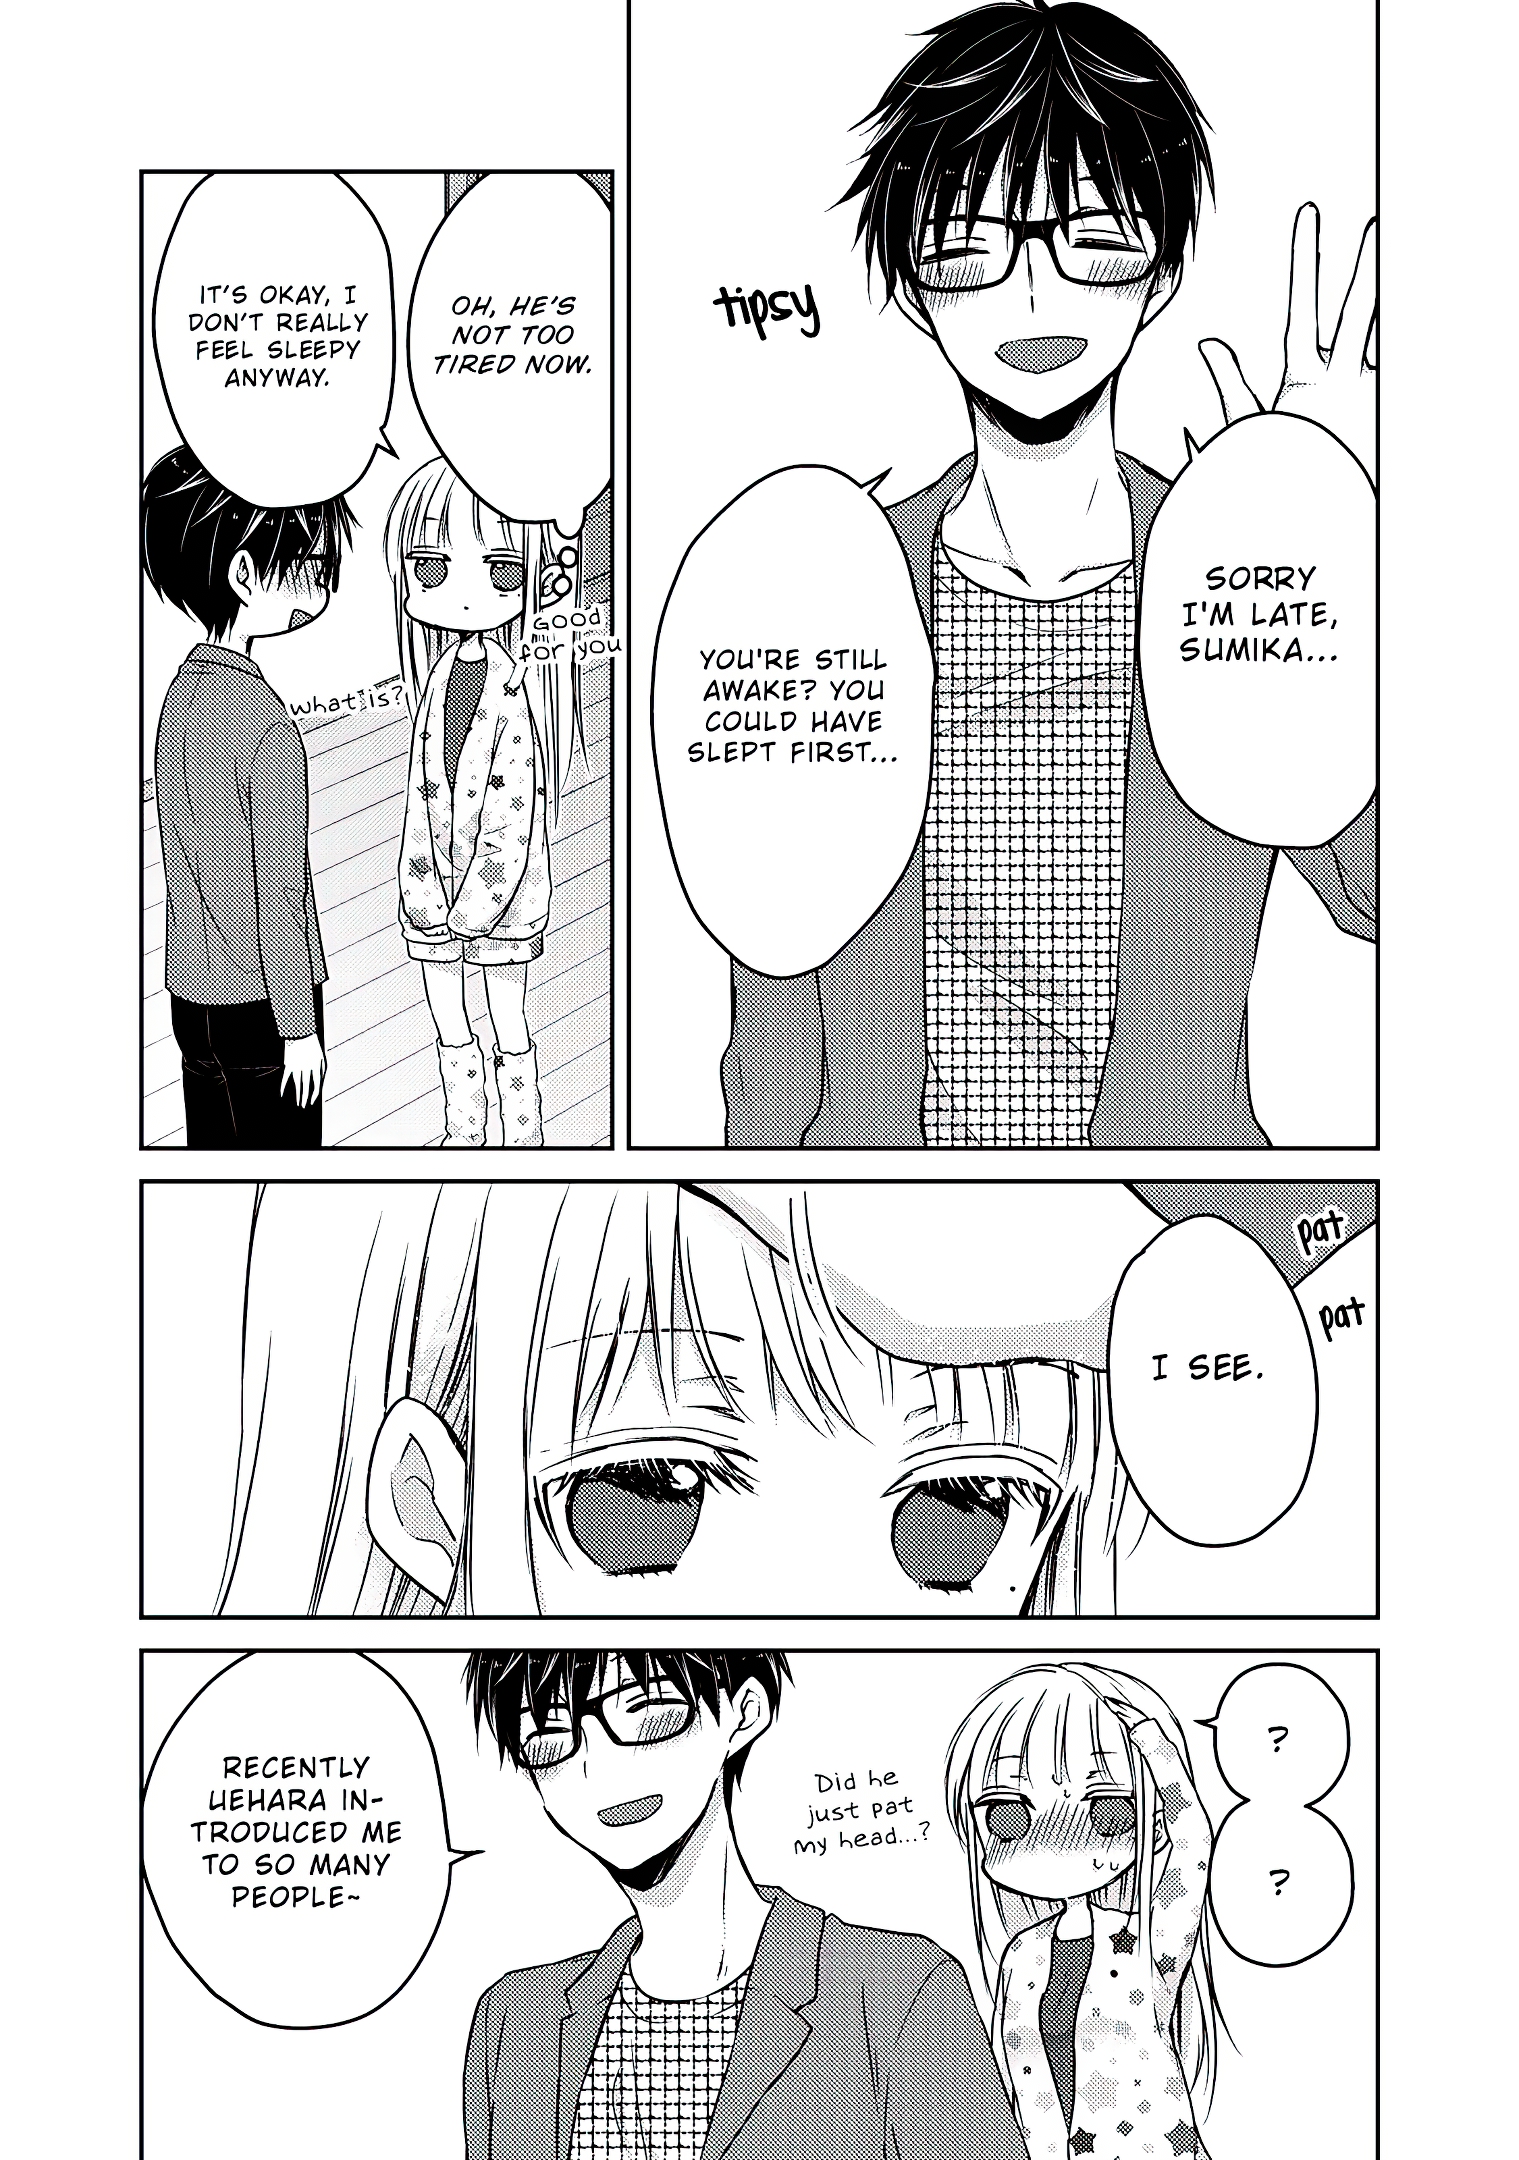 SORRY
I'M LATE,
SUMIKA...
tipsy
YOU'RE STILL
AWAKE? YOU
COULD HAVE
SLEPT FIRST...
OH, HE'S
NOT TOO
TIRED NOW.
Good
for you
IT'S OKAY, I
DON'T REALLY
FEEL SLEEPY
ANYWAY.
what is?
pat
pat
I SEE.
?
?
Did he
just pat
my head...?
RECENTLY
UEHARA IN-
TRODUCED ME
TO SO MANY
PEOPLE~